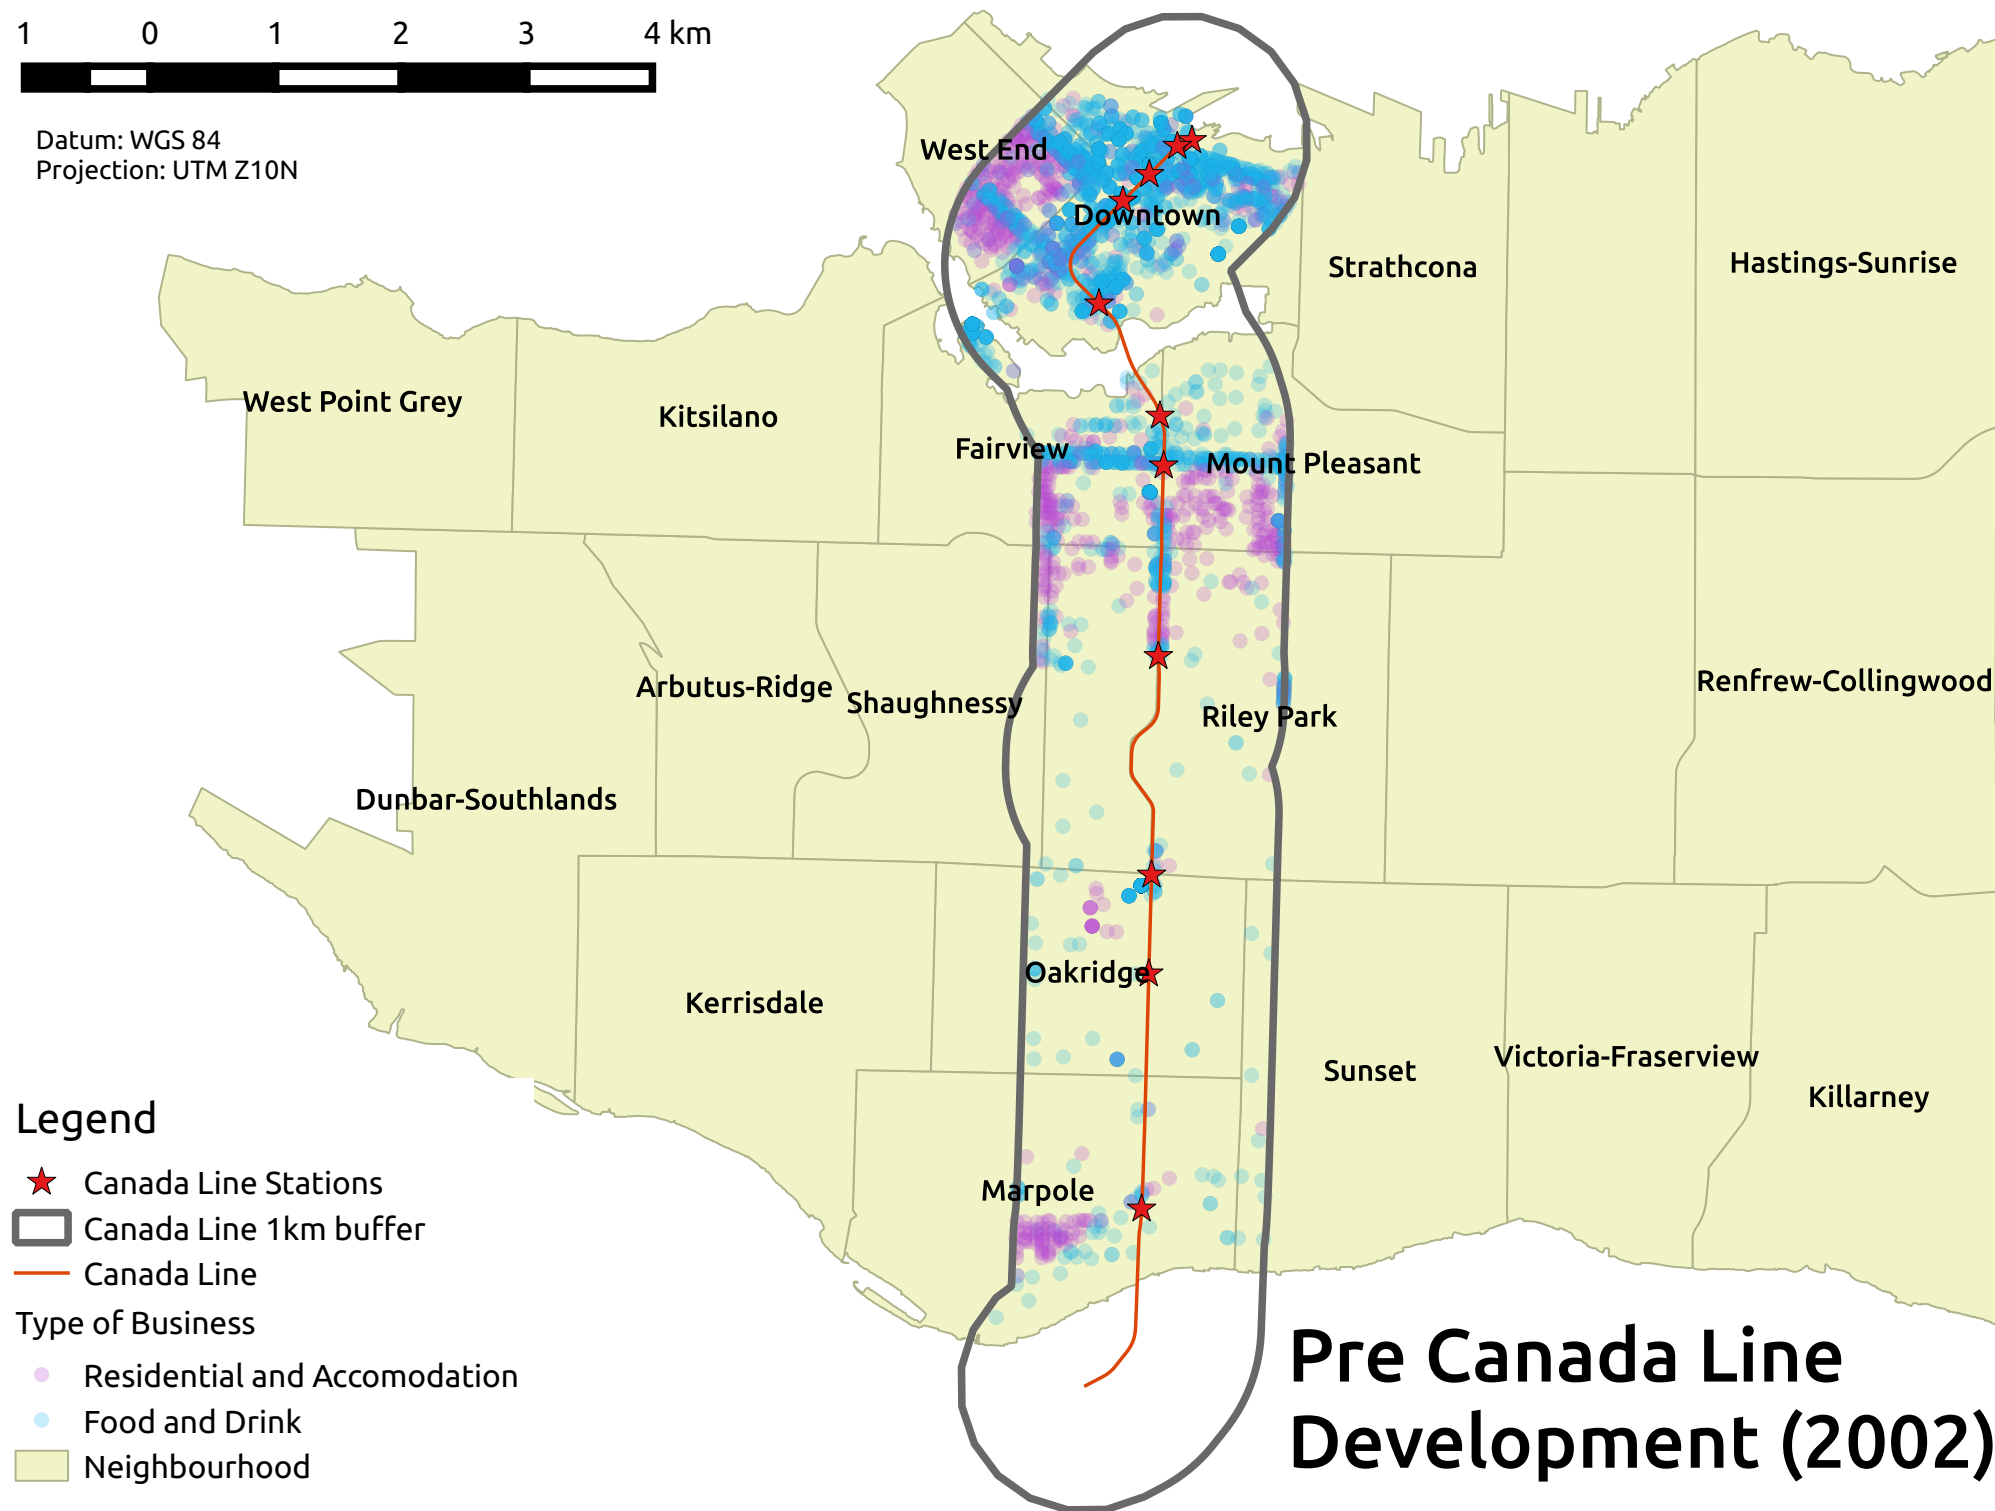 1 0 1 2 3 4 km
Datum: WGS 84
Projection: UTM Z10N
West End
Downtown
Strathcona
Hastings-Sunrise
West Point Grey
Kitsilano
Fairview
Mount Pleasant
Arbutus-Ridge
Shaughnessy
Riley Park
Renfrew-Collingwood
Dunbar-Southlands
Oakridge
Kerrisdale
Sunset
Victoria-Fraserview
Killarney
Marpole
Legend
Canada Line Stations
Canada Line 1km buffer
Canada Line
Type of Business
Residential and Accomodation
Food and Drink
Neighbourhood
Pre Canada Line
Development (2002)